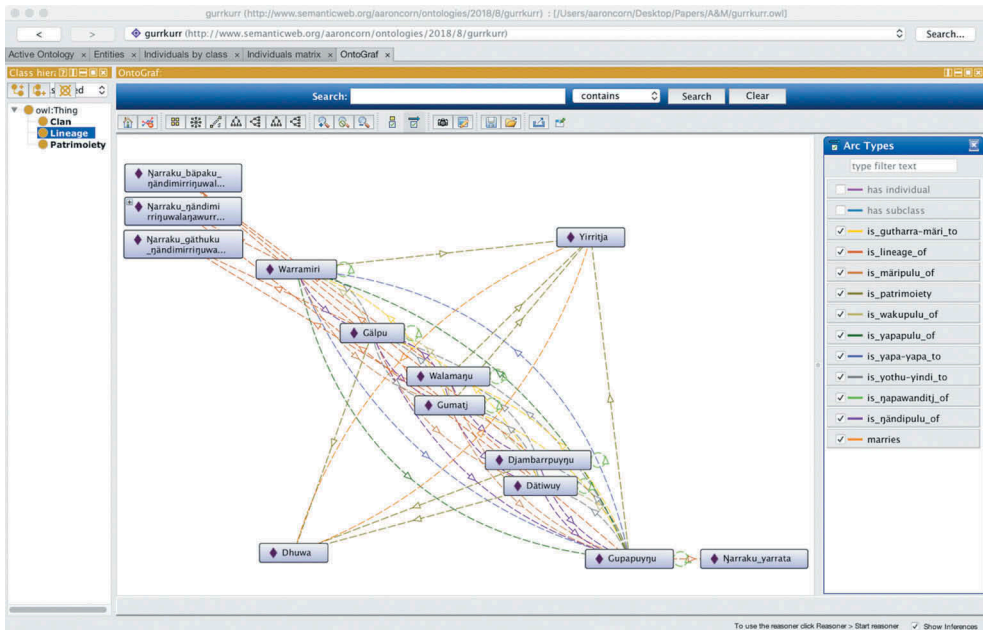 gurrkurr (http://www.semanticweb.org/aaroncorn/ontologies/2018/8/gurrkurr) : [/Users/aaroncorn/Desktop/Papers/A&M/gurrkurr.owl]
< > gurrkurr (http://www.semanticweb.org/aaroncorn/ontologies/2018/8/gurrkurr) Search...
Active Ontology × Entities × Individuals by class × Individuals matrix × OntoGraf ×
OntoGraf:
Search: contains Search Clear
owl:Thing
Clan
Lineage
Patrimoiety
Ŋarraku_bäpaku_
ŋändimirriŋuwal...
Ŋarraku_ŋändimi
rriŋuwalaŋawurr...
Ŋarraku_gäthuku
_ŋändimirriŋuwa...
Yirritja
Warramiri
Gälpu
Walamaŋu
Gumatj
Djambarrpuyŋu
Dätiwuy
Dhuwa
Gupapuyŋu
Ŋarraku_yarrata
Arc Types
type filter text
has individual
has subclass
is_gutharra-märi_to
is_lineage_of
is_märipulu_of
is_patrimoiety
is_wakupulu_of
is_yapapulu_of
is_yapa-yapa_to
is_yothu-yindi_to
is_ŋapawanditj_of
is_ŋändipulu_of
marries
To use the reasoner click Reasoner > Start reasoner Show Inferences